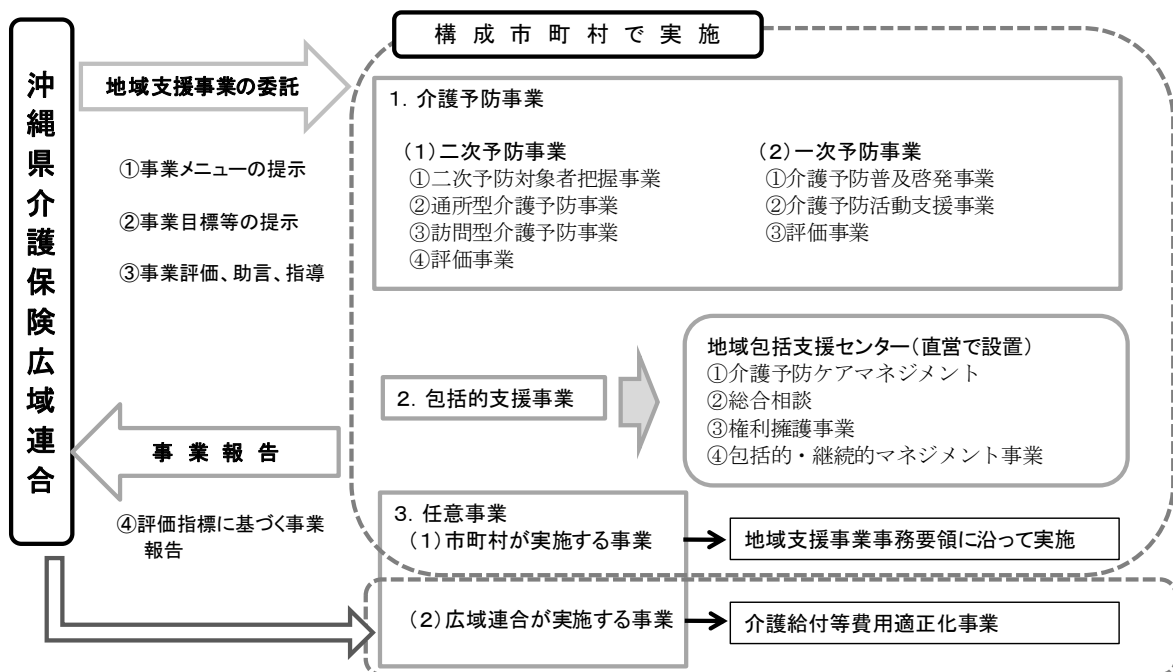 沖縄県介護保険広域連合
構成市町村で実施
地域支援事業の委託
①事業メニューの提示
②事業目標等の提示
③事業評価、助言、指導
事業報告
④評価指標に基づく事業
報告
1．介護予防事業
(1)二次予防事業
①二次予防対象者把握事業
②通所型介護予防事業
③訪問型介護予防事業
④評価事業
(2)一次予防事業
①介護予防普及啓発事業
②介護予防活動支援事業
③評価事業
2．包括的支援事業
地域包括支援センター(直営で設置)
①介護予防ケアマネジメント
②総合相談
③権利擁護事業
④包括的・継続的マネジメント事業
3．任意事業
(1)市町村が実施する事業
地域支援事業事務要領に沿って実施
(2)広域連合が実施する事業
介護給付等費用適正化事業